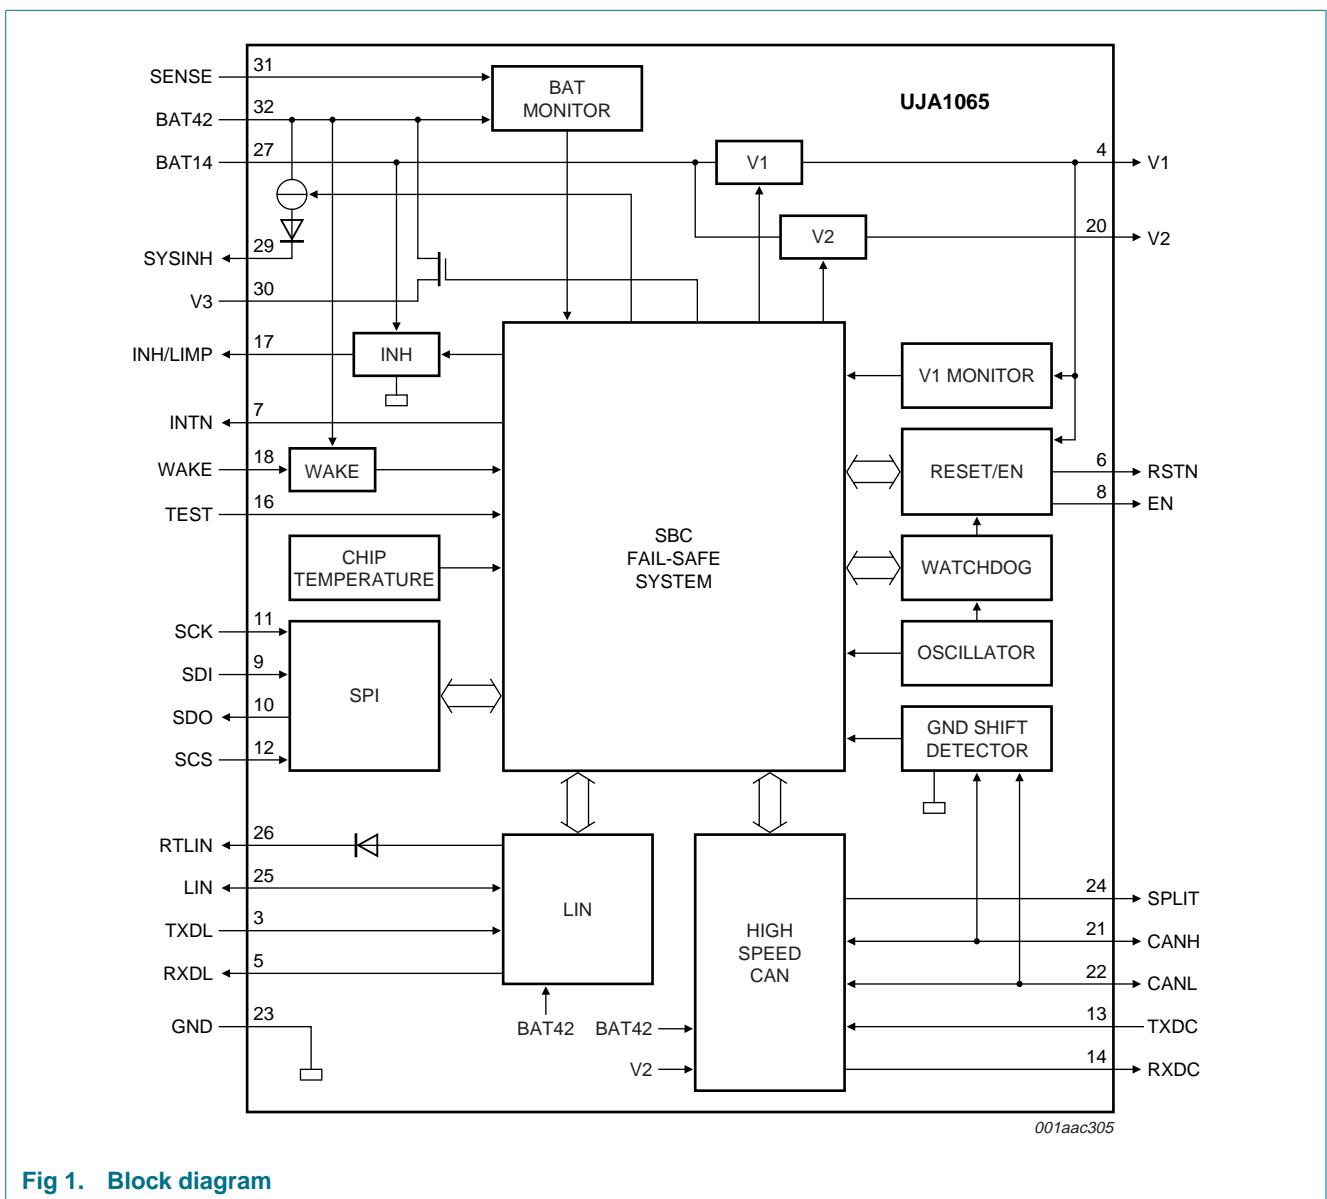 UJA1065
SENSE 31
BAT42 32
BAT14 27
SYSINH 29
V3 30
INH/LIMP 17
INTN 7
WAKE 18
TEST 16
SCK 11
SDI 9
SDO 10
SCS 12
RTLIN 26
LIN 25
TXDL 3
RXDL 5
GND 23
BAT
MONITOR
V1
V2
INH
WAKE
CHIP
TEMPERATURE
SPI
SBC
FAIL-SAFE
SYSTEM
V1 MONITOR
RESET/EN
WATCHDOG
OSCILLATOR
GND SHIFT
DETECTOR
LIN
BAT42
HIGH
SPEED
CAN
BAT42
V2
4 V1
20 V2
6 RSTN
8 EN
24 SPLIT
21 CANH
22 CANL
13 TXDC
14 RXDC
001aac305
Fig 1. Block diagram